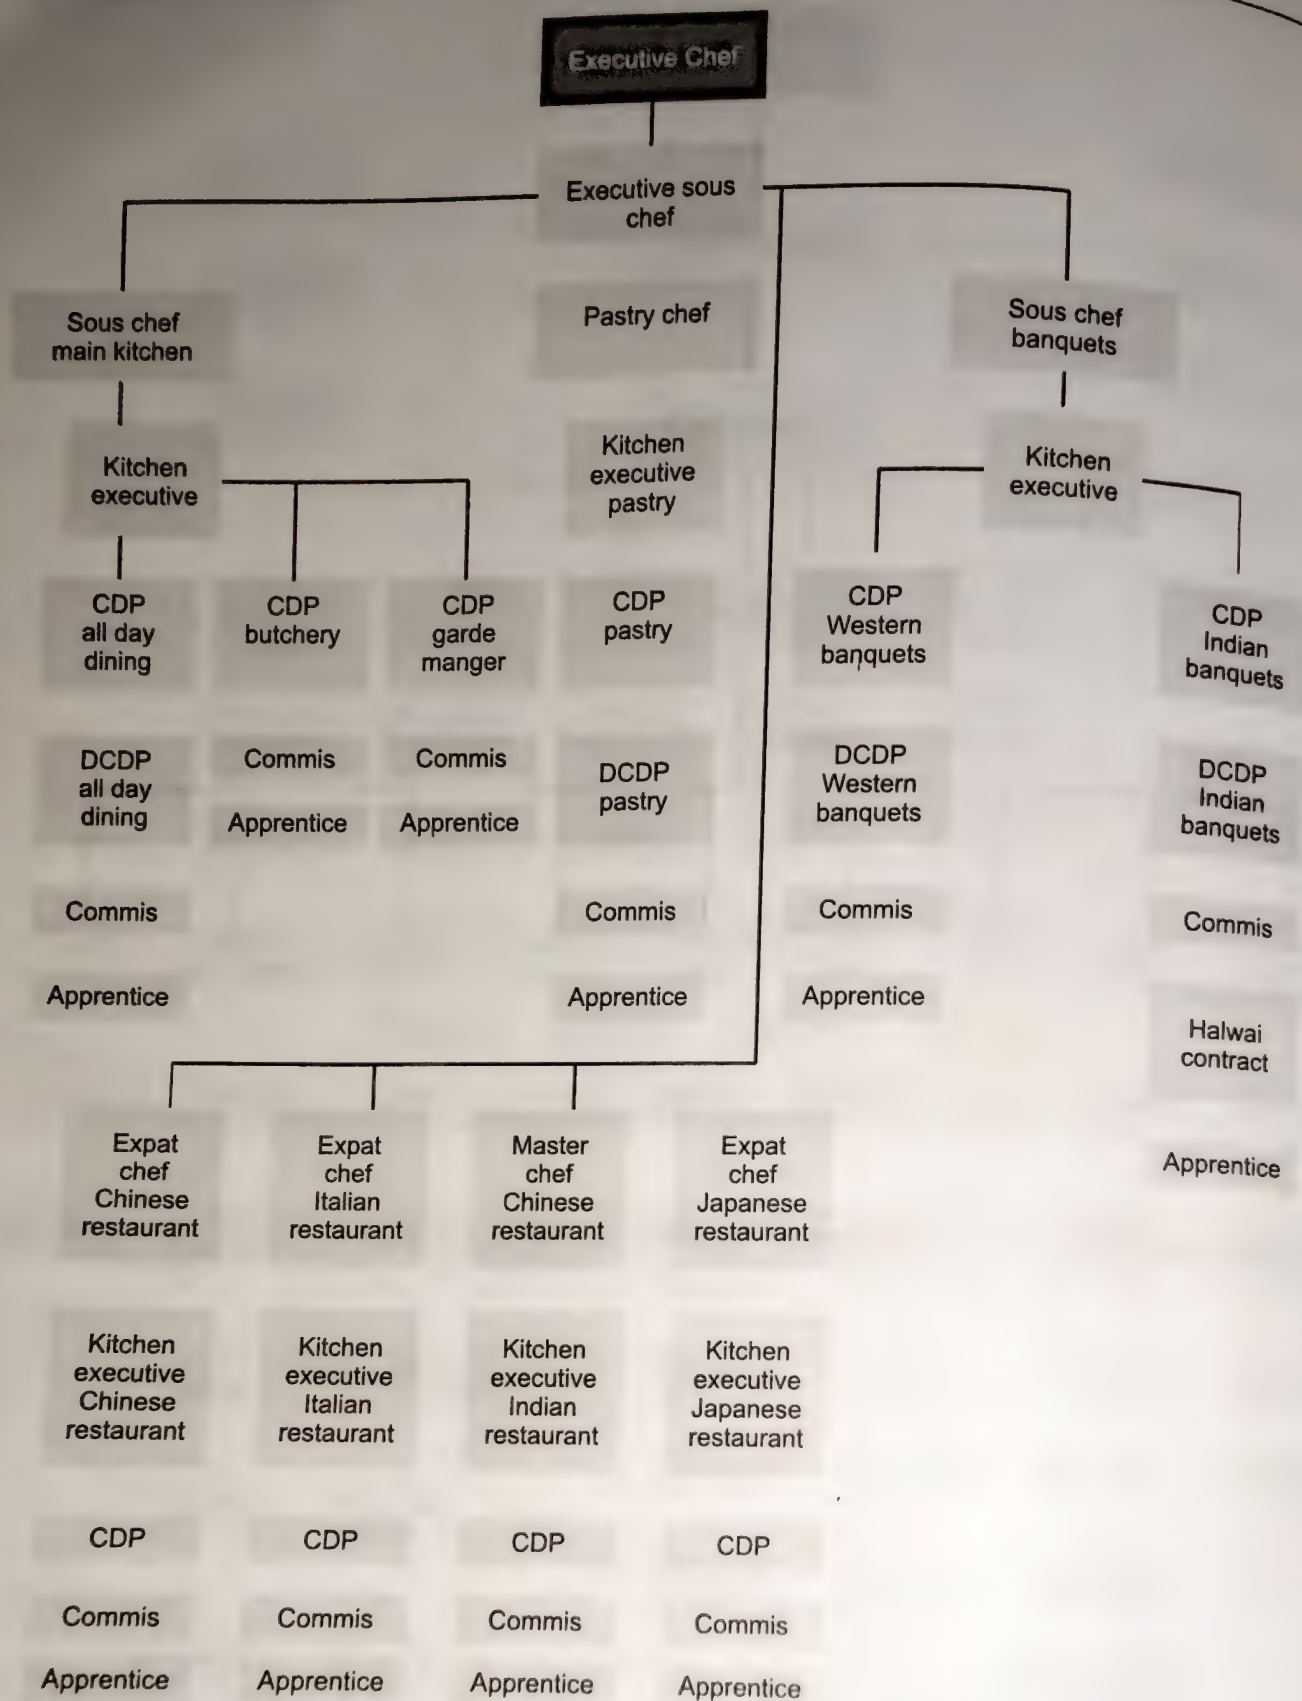 Executive Chef
Executive sous
chef
Sous chef
main kitchen
Pastry chef
Sous chef
banquets
Kitchen
executive
Kitchen
executive
pastry
Kitchen
executive
CDP
all day
dining
CDP
butchery
CDP
garde
manger
CDP
pastry
CDP
Western
banquets
CDP
Indian
banquets
DCDP
all day
dining
Commis
Apprentice
Commis
Apprentice
DCDP
pastry
DCDP
Western
banquets
DCDP
Indian
banquets
Commis
Commis
Commis
Commis
Apprentice
Apprentice
Apprentice
Halwai
contract
Apprentice
Expat
chef
Chinese
restaurant
Expat
chef
Italian
restaurant
Master
chef
Chinese
restaurant
Expat
chef
Japanese
restaurant
Kitchen
executive
Chinese
restaurant
Kitchen
executive
Italian
restaurant
Kitchen
executive
Indian
restaurant
Kitchen
executive
Japanese
restaurant
CDP
CDP
CDP
CDP
Commis
Commis
Commis
Commis
Apprentice
Apprentice
Apprentice
Apprentice